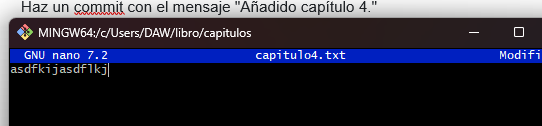 Haz un commit con el mensaje "Añadido capítulo 4."
MINGW64:/c/Users/DAW/libro/capitulos
GNU nano 7.2 capitulo4.txt Modifi
asdfkijasdflkj